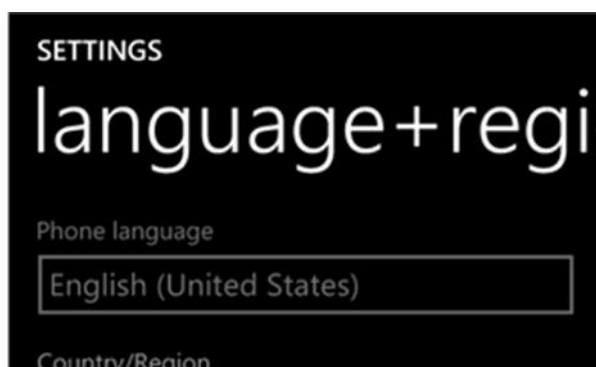 SETTINGS
language+regi
Phone language
English (United States)
Country/Region